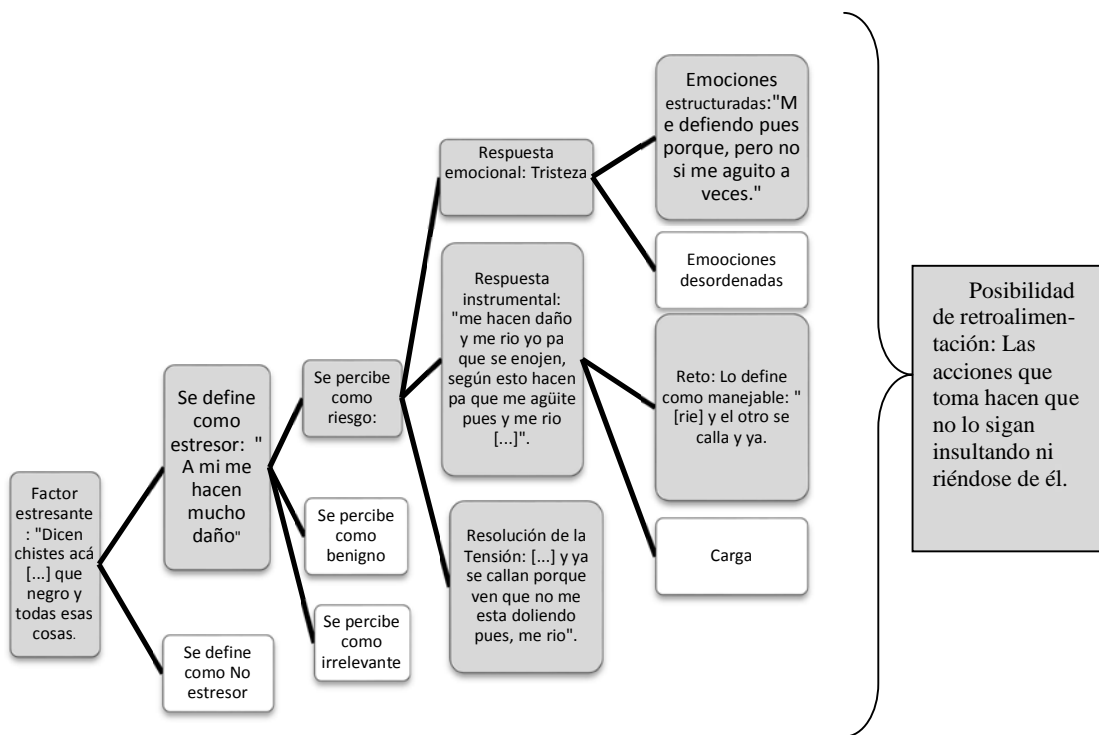 Factor
estresante
: "Dicen
chistes acá
[...] que
negro y
todas esas
cosas.
Se define
como
estresor: "
A mi me
hacen
mucho
daño"
Se define
como No
estresor
Se percibe
como
riesgo:
Se percibe
como
benigno
Se percibe
como
irrelevante
Respuesta
emocional: Tristeza
Respuesta
instrumental:
"me hacen daño
y me rio yo pa
que se enojen,
según esto hacen
pa que me agüite
pues y me rio
[...]".
Resolución de la
Tensión: [...] y ya
se callan porque
ven que no me
esta doliendo
pues, me rio".
Emociones
estructuradas:"M
e defiendo pues
porque, pero no
si me aguito a
veces."
Emoociones
desordenadas
Reto: Lo define
como manejable: "
[rie] y el otro se
calla y ya.
Carga
Posibilidad
de retroalimen-
tación: Las
acciones que
toma hacen que
no lo sigan
insultando ni
riéndose de él.